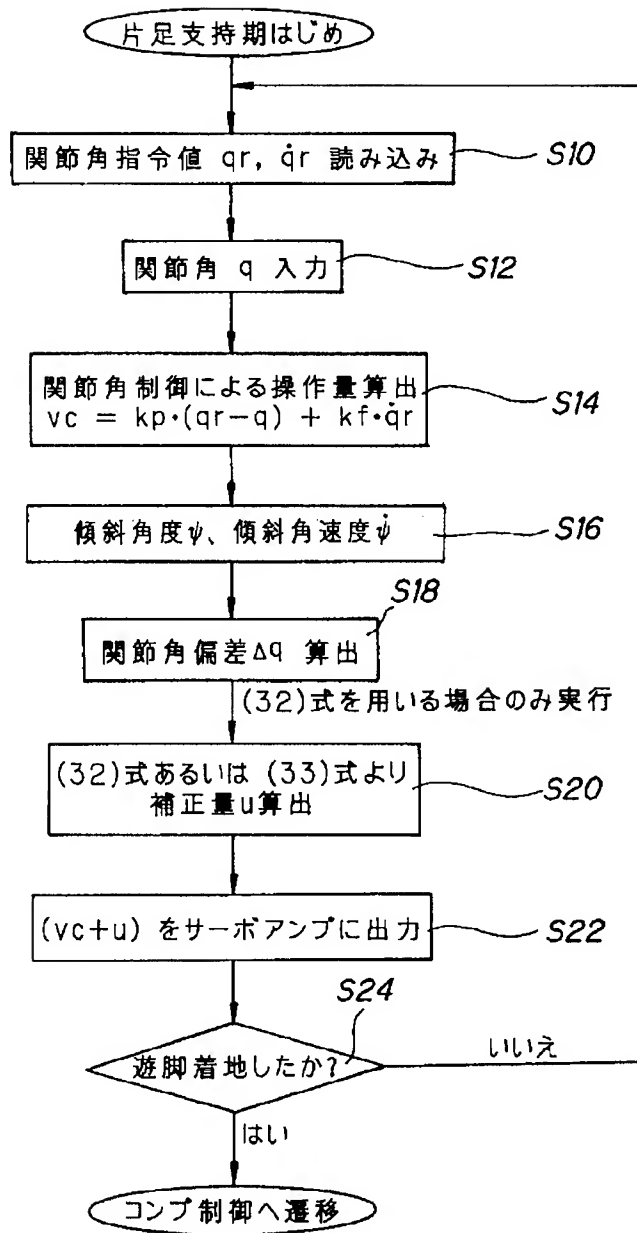 片足支持期はじめ
関節角指令値 qr, q̇r 読み込み
S10
関節角 q 入力
S12
関節角制御による操作量算出
vc = kp・(qr−q) + kf・q̇r
S14
傾斜角度ψ、傾斜角速度ψ̇
S16
S18
関節角偏差Δq 算出
(32)式を用いる場合のみ実行
(32)式あるいは (33)式より
補正量u算出
S20
(vc+u) をサーボアンプに出力
S22
S24
遊脚着地したか?
いいえ
はい
コンプ制御へ遷移